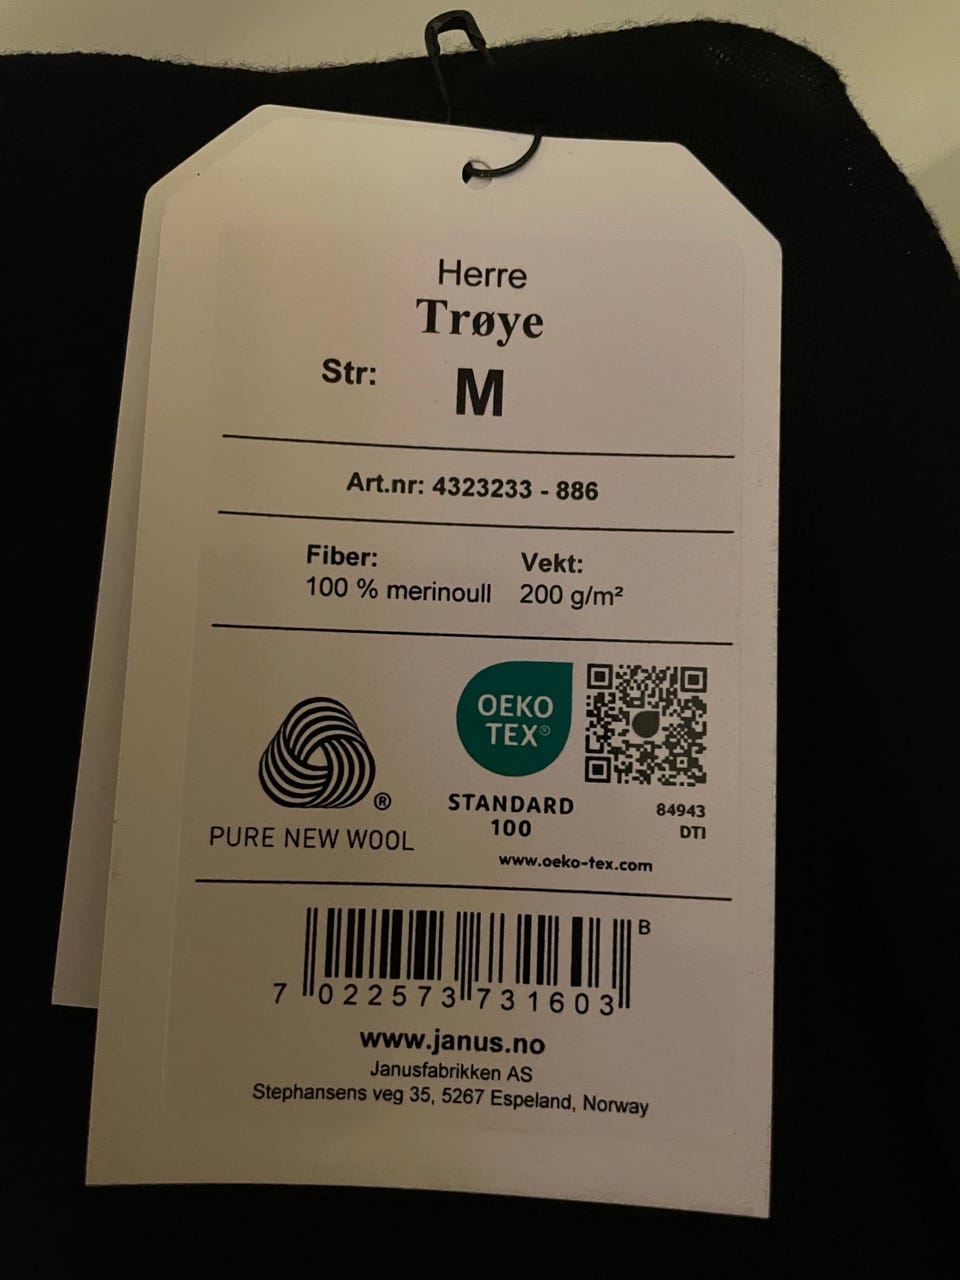 Herre
Trøye
Str: M
Art.nr: 4323233 - 886
Fiber: Vekt:
100 % merinoull 200 g/m²
OEKO
TEX®
®
PURE NEW WOOL
STANDARD
100
84943
DTI
www.oeko-tex.com
B
7 022573 731603
www.janus.no
Janusfabrikken AS
Stephansens veg 35, 5267 Espeland, Norway